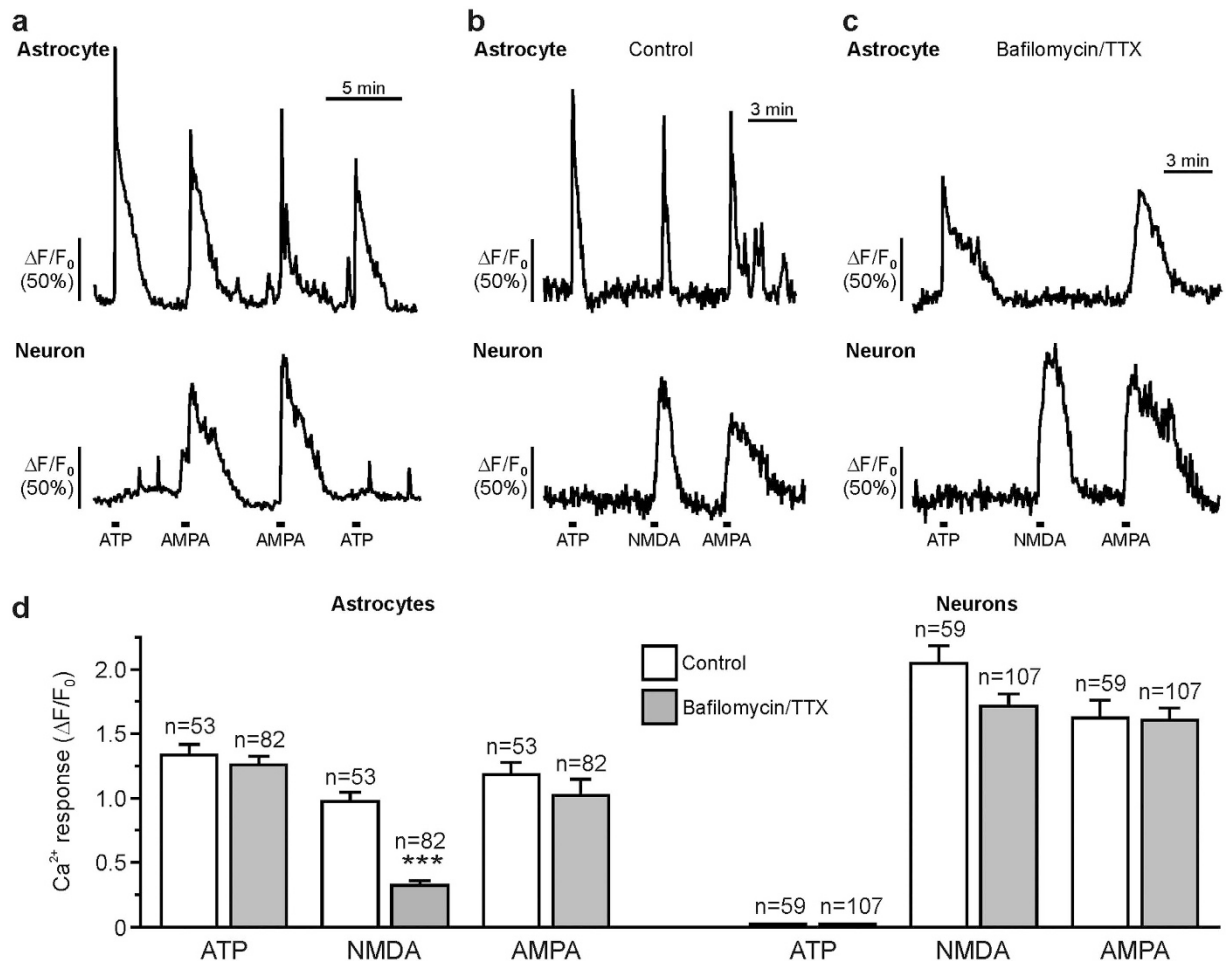 a
Astrocyte
5 min
ΔF/F₀
(50%)
Neuron
ΔF/F₀
(50%)
ATP AMPA AMPA ATP
b
Astrocyte Control
3 min
ΔF/F₀
(50%)
Neuron
ΔF/F₀
(50%)
ATP NMDA AMPA
c
Astrocyte Bafilomycin/TTX
3 min
ΔF/F₀
(50%)
Neuron
ΔF/F₀
(50%)
ATP NMDA AMPA
d
Astrocytes Neurons
Control
Bafilomycin/TTX
Ca²⁺ response (ΔF/F₀)
2.0
1.5
1.0
0.5
0
n=53
n=82
n=53
n=82
***
n=53
n=82
n=59
n=107
n=59
n=107
n=59
n=107
ATP NMDA AMPA ATP NMDA AMPA